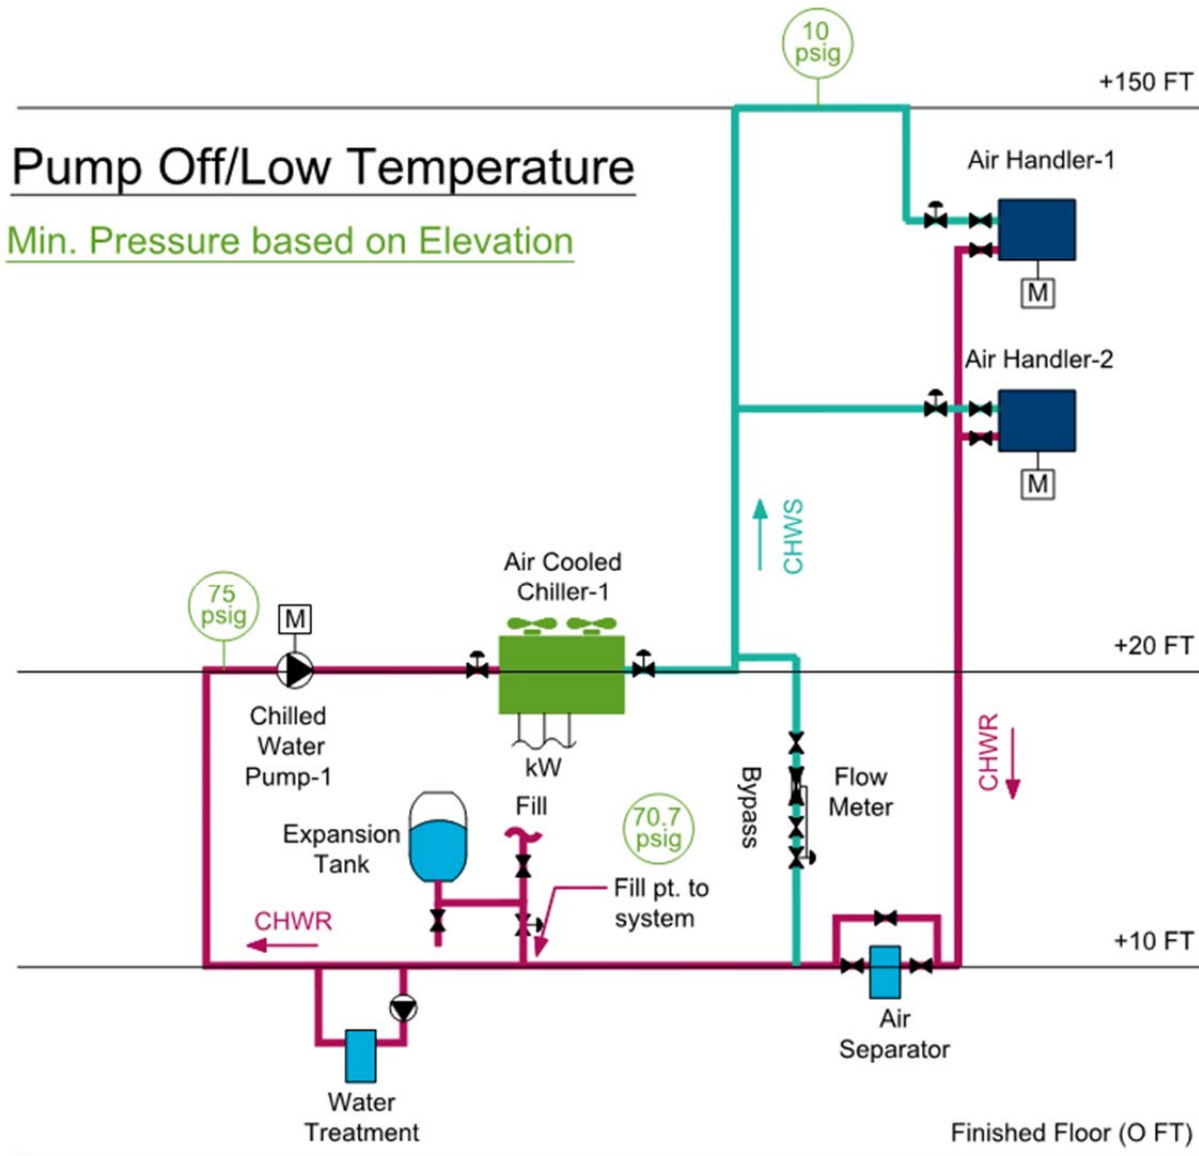 10
psig
+150 FT
Pump Off/Low Temperature
Air Handler-1
Min. Pressure based on Elevation
M
Air Handler-2
M
CHWS
Air Cooled
Chiller-1
75
psig
M
+20 FT
Chilled
Water
Pump-1
kW
CHWR
Bypass
Flow
Meter
Fill
70.7
psig
Expansion
Tank
Fill pt. to
system
CHWR
+10 FT
Air
Separator
Water
Treatment
Finished Floor (O FT)